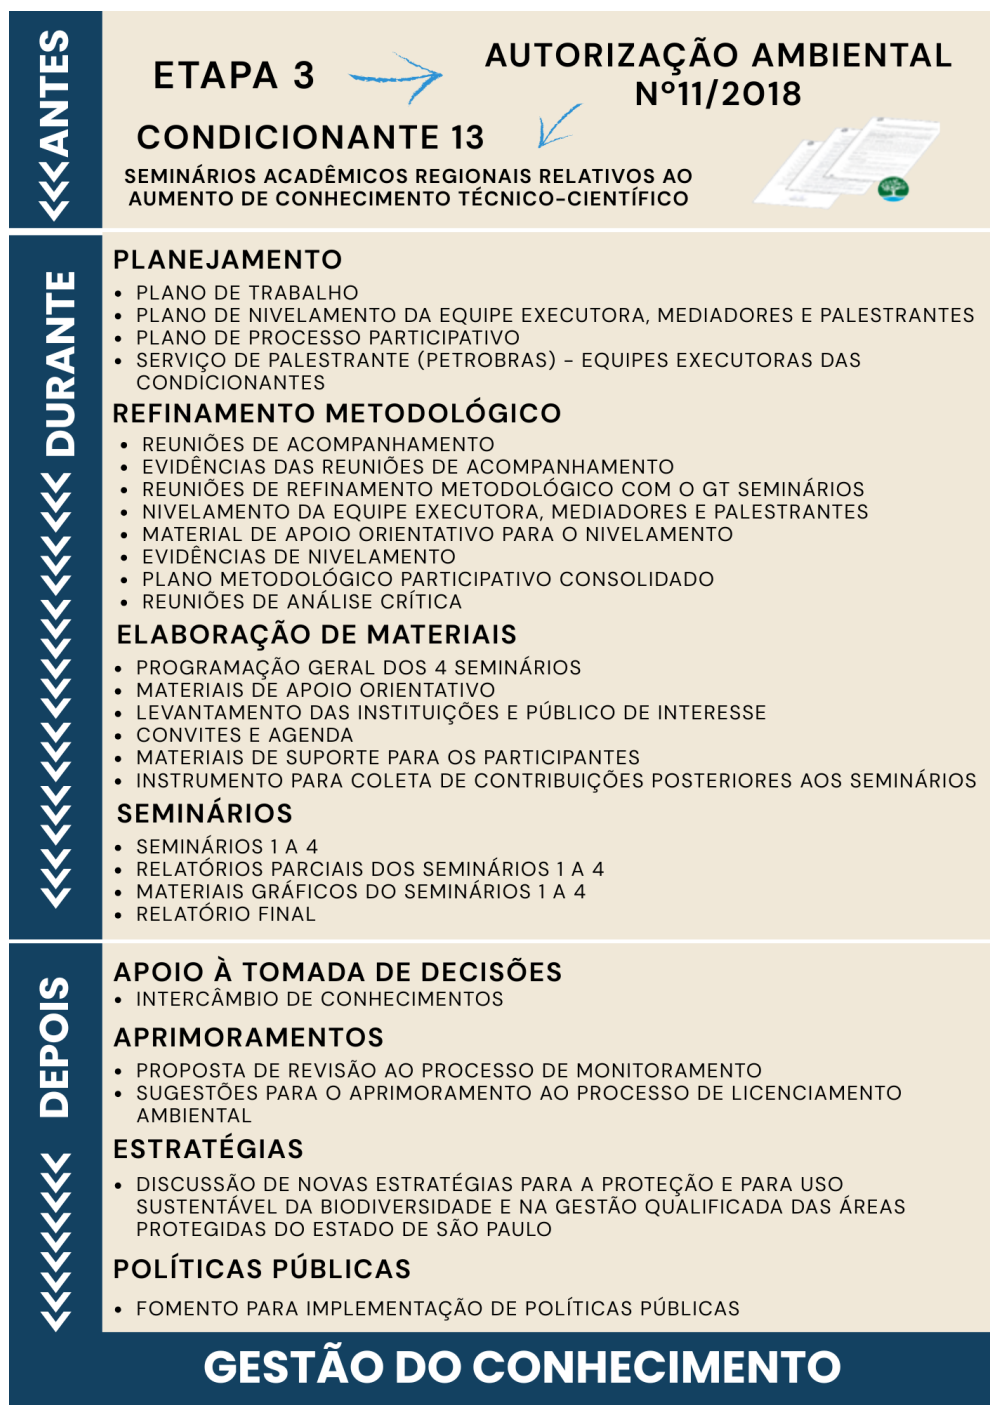 ANTES
ETAPA 3
AUTORIZAÇÃO AMBIENTAL
Nº11/2018
CONDICIONANTE 13
SEMINÁRIOS ACADÊMICOS REGIONAIS RELATIVOS AO
AUMENTO DE CONHECIMENTO TÉCNICO-CIENTÍFICO
DURANTE
PLANEJAMENTO
• PLANO DE TRABALHO
• PLANO DE NIVELAMENTO DA EQUIPE EXECUTORA, MEDIADORES E PALESTRANTES
• PLANO DE PROCESSO PARTICIPATIVO
• SERVIÇO DE PALESTRANTE (PETROBRAS) - EQUIPES EXECUTORAS DAS
CONDICIONANTES
REFINAMENTO METODOLÓGICO
• REUNIÕES DE ACOMPANHAMENTO
• EVIDÊNCIAS DAS REUNIÕES DE ACOMPANHAMENTO
• REUNIÕES DE REFINAMENTO METODOLÓGICO COM O GT SEMINÁRIOS
• NIVELAMENTO DA EQUIPE EXECUTORA, MEDIADORES E PALESTRANTES
• MATERIAL DE APOIO ORIENTATIVO PARA O NIVELAMENTO
• EVIDÊNCIAS DE NIVELAMENTO
• PLANO METODOLÓGICO PARTICIPATIVO CONSOLIDADO
• REUNIÕES DE ANÁLISE CRÍTICA
ELABORAÇÃO DE MATERIAIS
• PROGRAMAÇÃO GERAL DOS 4 SEMINÁRIOS
• MATERIAIS DE APOIO ORIENTATIVO
• LEVANTAMENTO DAS INSTITUIÇÕES E PÚBLICO DE INTERESSE
• CONVITES E AGENDA
• MATERIAIS DE SUPORTE PARA OS PARTICIPANTES
• INSTRUMENTO PARA COLETA DE CONTRIBUIÇÕES POSTERIORES AOS SEMINÁRIOS
SEMINÁRIOS
• SEMINÁRIOS 1 A 4
• RELATÓRIOS PARCIAIS DOS SEMINÁRIOS 1 A 4
• MATERIAIS GRÁFICOS DO SEMINÁRIOS 1 A 4
• RELATÓRIO FINAL
DEPOIS
APOIO À TOMADA DE DECISÕES
• INTERCÂMBIO DE CONHECIMENTOS
APRIMORAMENTOS
• PROPOSTA DE REVISÃO AO PROCESSO DE MONITORAMENTO
• SUGESTÕES PARA O APRIMORAMENTO AO PROCESSO DE LICENCIAMENTO
AMBIENTAL
ESTRATÉGIAS
• DISCUSSÃO DE NOVAS ESTRATÉGIAS PARA A PROTEÇÃO E PARA USO
SUSTENTÁVEL DA BIODIVERSIDADE E NA GESTÃO QUALIFICADA DAS ÁREAS
PROTEGIDAS DO ESTADO DE SÃO PAULO
POLÍTICAS PÚBLICAS
• FOMENTO PARA IMPLEMENTAÇÃO DE POLÍTICAS PÚBLICAS
GESTÃO DO CONHECIMENTO